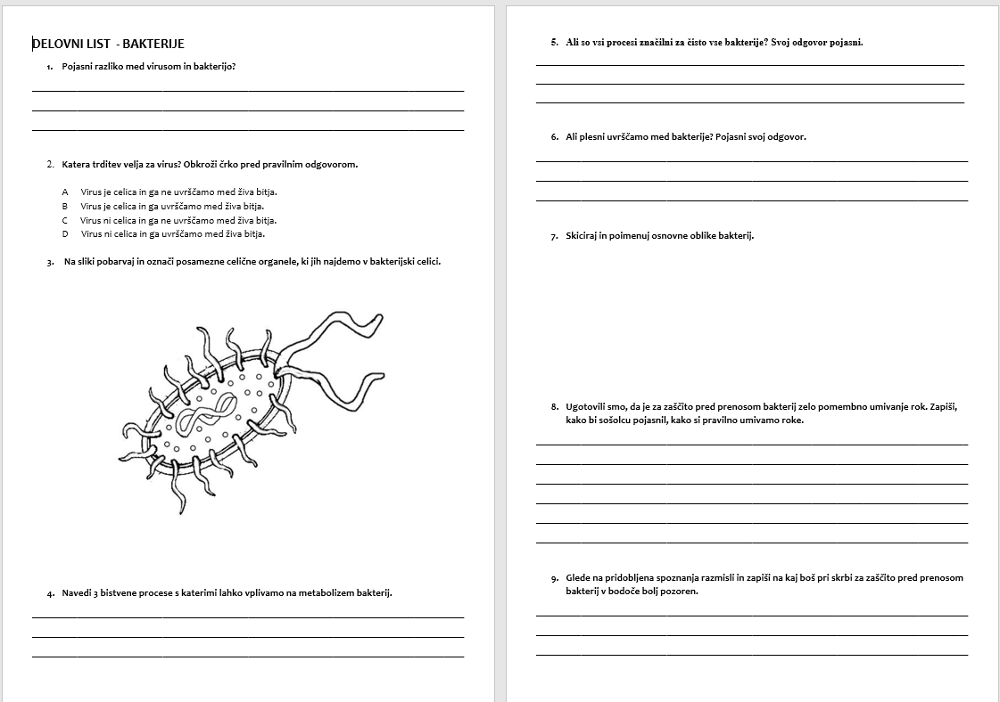 DELOVNI LIST - BAKTERIJE
1. Pojasni razliko med virusom in bakterijo?
2. Katera trditev velja za virus? Obkroži črko pred pravilnim odgovorom.
A Virus je celica in ga ne uvrščamo med živa bitja.
B Virus je celica in ga uvrščamo med živa bitja.
C Virus ni celica in ga ne uvrščamo med živa bitja.
D Virus ni celica in ga uvrščamo med živa bitja.
3. Na sliki pobarvaj in označi posamezne celične organele, ki jih najdemo v bakterijski celici.
4. Navedi 3 bistvene procese s katerimi lahko vplivamo na metabolizem bakterij.
5. Ali so vsi procesi značilni za čisto vse bakterije? Svoj odgovor pojasni.
6. Ali plesni uvrščamo med bakterije? Pojasni svoj odgovor.
7. Skiciraj in poimenuj osnovne oblike bakterij.
8. Ugotovili smo, da je za zaščito pred prenosom bakterij zelo pomembno umivanje rok. Zapiši,
kako bi sošolcu pojasnil, kako si pravilno umivamo roke.
9. Glede na pridobljena spoznanja razmisli in zapiši na kaj boš pri skrbi za zaščito pred prenosom
bakterij v bodoče bolj pozoren.